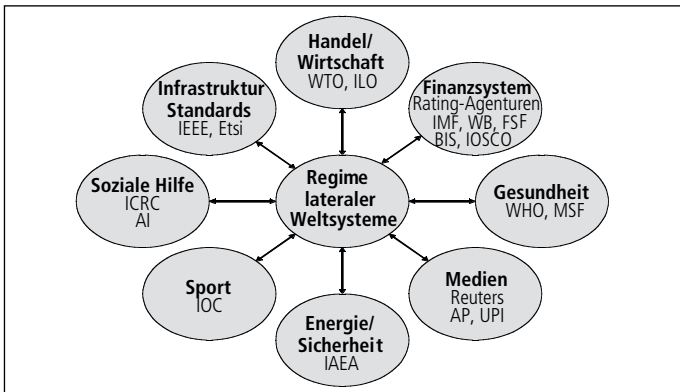 Handel/
Wirtschaft
WTO, ILO
Infrastruktur
Standards
IEEE, Etsi
Finanzsystem
Rating-Agenturen
IMF, WB, FSF
BIS, IOSCO
Soziale Hilfe
ICRC
AI
Regime
lateraler
Weltsysteme
Gesundheit
WHO, MSF
Sport
IOC
Energie/
Sicherheit
IAEA
Medien
Reuters
AP, UPI